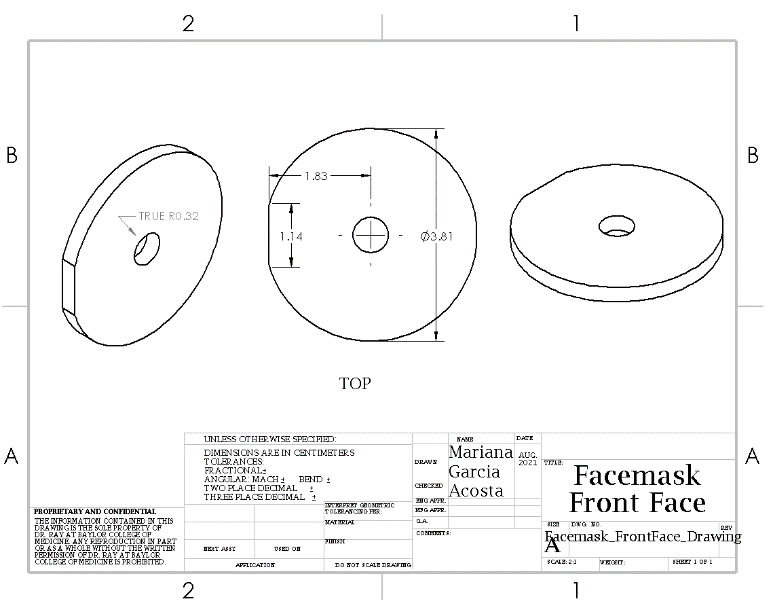 2 1
B B
TRUE R0.32
1.83
1.14
Ø3.81
TOP
A A
UNLESS OTHERWISE SPECIFIED:
DIMENSIONS ARE IN CENTIMETERS
TOLERANCES:
FRACTIONAL±
ANGULAR: MACH± BEND ±
TWO PLACE DECIMAL ±
THREE PLACE DECIMAL ±
INTERPRET GEOMETRIC
TOLERANCING PER:
MATERIAL
FINISH
NEXT ASSY USED ON
APPLICATION
DO NOT SCALE DRAWING
NAME DATE
DRAWN
CHECKED
ENG APPR.
MFG APPR.
Q.A.
COMMENTS:
Mariana
Garcia
Acosta
AUG.
2021
TITLE:
Facemask
Front Face
SIZE DWG. NO. REV
A
Facemask_FrontFace_Drawing
SCALE: 2:2 WEIGHT: SHEET 1 OF 1
PROPRIETARY AND CONFIDENTIAL
THE INFORMATION CONTAINED IN THIS
DRAWING IS THE SOLE PROPERTY OF
DR. RAY AT BAYLOR COLLEGE OF
MEDICINE. ANY REPRODUCTION IN PART
OR AS A WHOLE WITHOUT THE WRITTEN
PERMISSION OF DR. RAY AT BAYLOR
COLLEGE OF MEDICINE IS PROHIBITED.
2 1